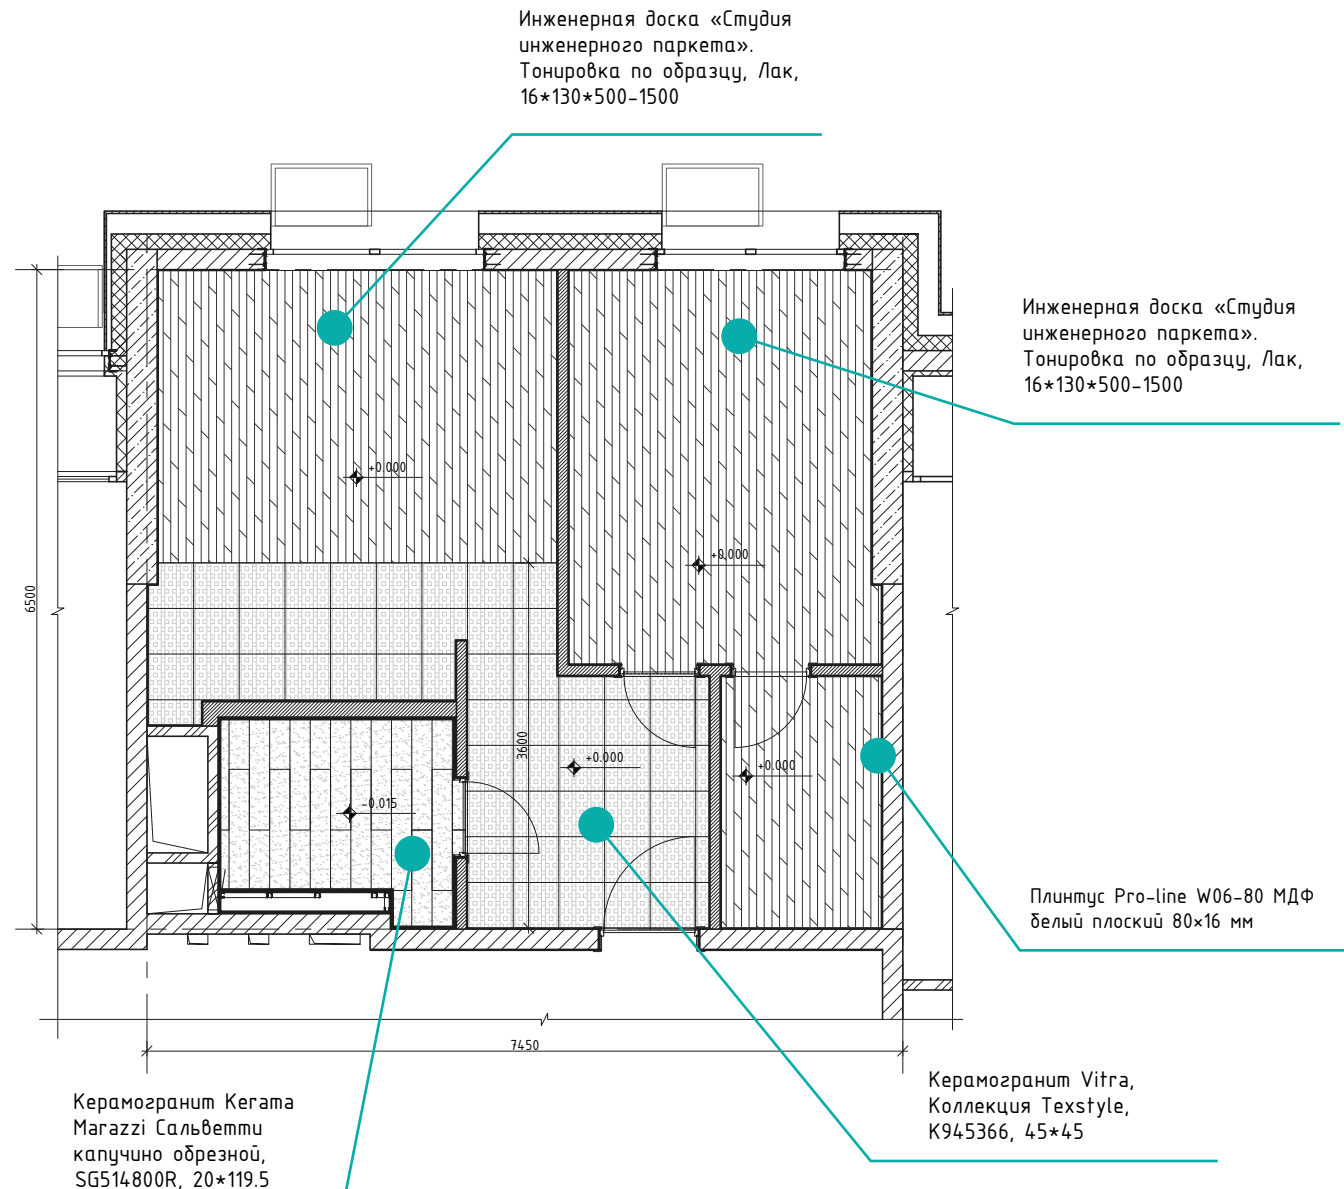 Инженерная доска «Студия
инженерного паркета».
Тонировка по образцу, Лак,
16*130*500-1500
Инженерная доска «Студия
инженерного паркета».
Тонировка по образцу, Лак,
16*130*500-1500
+0.000
+0.000
6500
3600
+0.000
+0.000
-0.015
Плинтус Pro-line W06-80 МДФ
белый плоский 80×16 мм
7450
Керамогранит Kerama
Marazzi Сальветти
капучино обрезной,
SG514800R, 20*119.5
Керамогранит Vitra,
Коллекция Texstyle,
K945366, 45*45